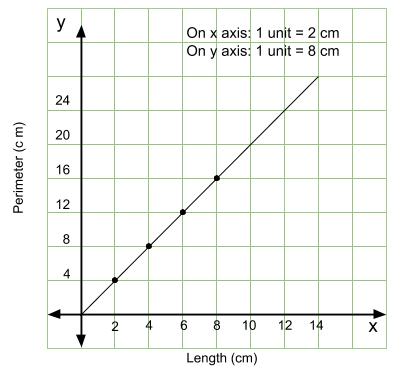 y
On x axis: 1 unit = 2 cm
On y axis: 1 unit = 8 cm
Perimeter (c m)
24
20
16
12
8
4
2 4 6 8 10 12 14
x
Length (cm)